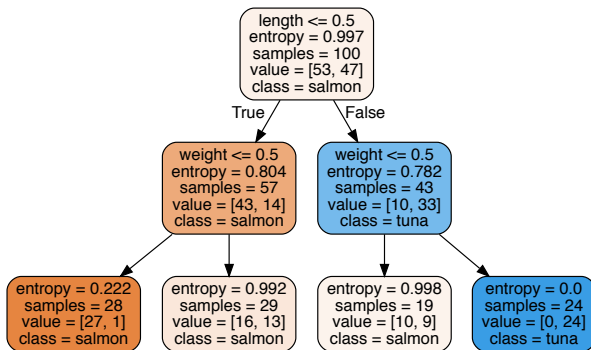 length <= 0.5
entropy = 0.997
samples = 100
value = [53, 47]
class = salmon
True
False
weight <= 0.5
entropy = 0.804
samples = 57
value = [43, 14]
class = salmon
weight <= 0.5
entropy = 0.782
samples = 43
value = [10, 33]
class = tuna
entropy = 0.222
samples = 28
value = [27, 1]
class = salmon
entropy = 0.992
samples = 29
value = [16, 13]
class = salmon
entropy = 0.998
samples = 19
value = [10, 9]
class = salmon
entropy = 0.0
samples = 24
value = [0, 24]
class = tuna